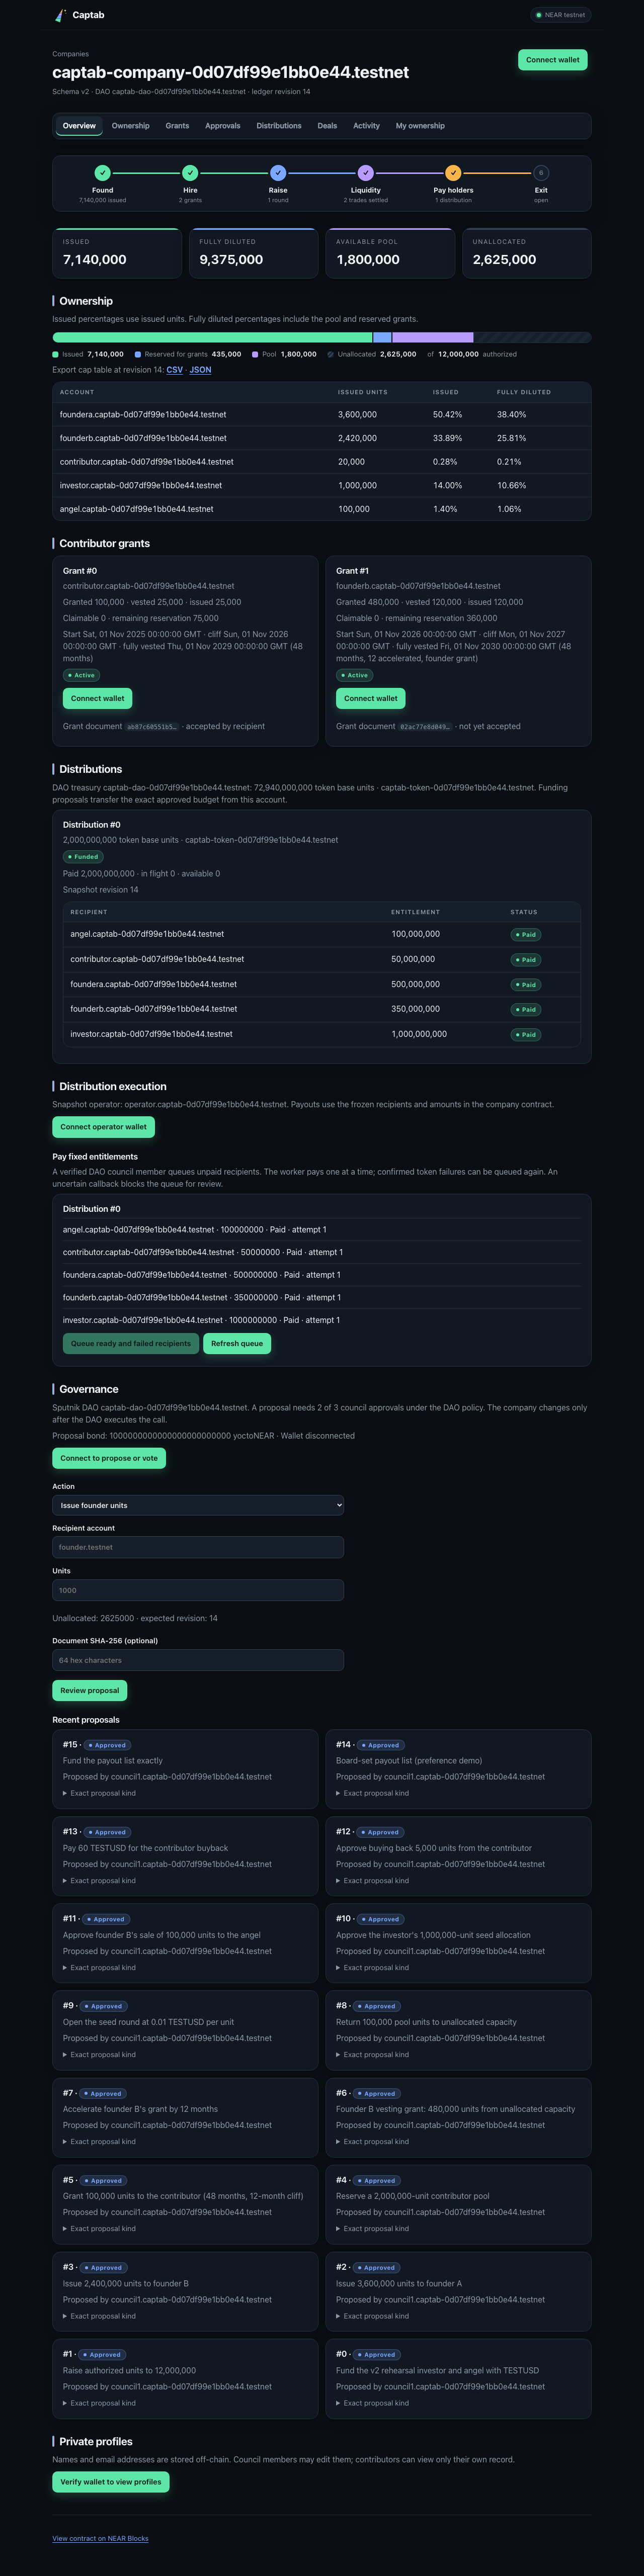 Captab
NEAR testnet
Companies
captab-company-0d07df99e1bb0e44.testnet
Connect wallet
Schema v2 · DAO captab-dao-0d07df99e1bb0e44.testnet · ledger revision 14
Overview
Ownership
Grants
Approvals
Distributions
Deals
Activity
My ownership
6
Found
Hire
Raise
Liquidity
Pay holders
Exit
7,140,000 issued
2 grants
1 round
2 trades settled
1 distribution
open
ISSUED
FULLY DILUTED
AVAILABLE POOL
UNALLOCATED
7,140,000
9,375,000
1,800,000
2,625,000
Ownership
Issued percentages use issued units. Fully diluted percentages include the pool and reserved grants.
Issued 7,140,000 Reserved for grants 435,000 Pool 1,800,000 Unallocated 2,625,000 of 12,000,000 authorized
Export cap table at revision 14: CSV · JSON
ACCOUNT ISSUED UNITS ISSUED FULLY DILUTED
foundera.captab-0d07df99e1bb0e44.testnet 3,600,000 50.42% 38.40%
founderb.captab-0d07df99e1bb0e44.testnet 2,420,000 33.89% 25.81%
contributor.captab-0d07df99e1bb0e44.testnet 20,000 0.28% 0.21%
investor.captab-0d07df99e1bb0e44.testnet 1,000,000 14.00% 10.66%
angel.captab-0d07df99e1bb0e44.testnet 100,000 1.40% 1.06%
Contributor grants
Grant #0
contributor.captab-0d07df99e1bb0e44.testnet
Granted 100,000 · vested 25,000 · issued 25,000
Claimable 0 · remaining reservation 75,000
Start Sat, 01 Nov 2025 00:00:00 GMT · cliff Sun, 01 Nov 2026
00:00:00 GMT · fully vested Thu, 01 Nov 2029 00:00:00 GMT (48
months)
Active
Connect wallet
Grant document ab87c60551b5… · accepted by recipient
Grant #1
founderb.captab-0d07df99e1bb0e44.testnet
Granted 480,000 · vested 120,000 · issued 120,000
Claimable 0 · remaining reservation 360,000
Start Sun, 01 Nov 2026 00:00:00 GMT · cliff Mon, 01 Nov 2027
00:00:00 GMT · fully vested Fri, 01 Nov 2030 00:00:00 GMT (48
months, 12 accelerated, founder grant)
Active
Connect wallet
Grant document 02ac77e8d049… · not yet accepted
Distributions
DAO treasury captab-dao-0d07df99e1bb0e44.testnet: 72,940,000,000 token base units · captab-token-0d07df99e1bb0e44.testnet. Funding
proposals transfer the exact approved budget from this account.
Distribution #0
2,000,000,000 token base units · captab-token-0d07df99e1bb0e44.testnet
Funded
Paid 2,000,000,000 · in flight 0 · available 0
Snapshot revision 14
RECIPIENT ENTITLEMENT STATUS
angel.captab-0d07df99e1bb0e44.testnet 100,000,000 Paid
contributor.captab-0d07df99e1bb0e44.testnet 50,000,000 Paid
foundera.captab-0d07df99e1bb0e44.testnet 500,000,000 Paid
founderb.captab-0d07df99e1bb0e44.testnet 350,000,000 Paid
investor.captab-0d07df99e1bb0e44.testnet 1,000,000,000 Paid
Distribution execution
Snapshot operator: operator.captab-0d07df99e1bb0e44.testnet. Payouts use the frozen recipients and amounts in the company contract.
Connect operator wallet
Pay fixed entitlements
A verified DAO council member queues unpaid recipients. The worker pays one at a time; confirmed token failures can be queued again. An
uncertain callback blocks the queue for review.
Distribution #0
angel.captab-0d07df99e1bb0e44.testnet · 100000000 · Paid · attempt 1
contributor.captab-0d07df99e1bb0e44.testnet · 50000000 · Paid · attempt 1
foundera.captab-0d07df99e1bb0e44.testnet · 500000000 · Paid · attempt 1
founderb.captab-0d07df99e1bb0e44.testnet · 350000000 · Paid · attempt 1
investor.captab-0d07df99e1bb0e44.testnet · 1000000000 · Paid · attempt 1
Queue ready and failed recipients
Refresh queue
Governance
Sputnik DAO captab-dao-0d07df99e1bb0e44.testnet. A proposal needs 2 of 3 council approvals under the DAO policy. The company changes only
after the DAO executes the call.
Proposal bond: 100000000000000000000000 yoctoNEAR · Wallet disconnected
Connect to propose or vote
Action
Issue founder units
Recipient account
founder.testnet
Units
1000
Unallocated: 2625000 · expected revision: 14
Document SHA-256 (optional)
64 hex characters
Review proposal
Recent proposals
#15 · Approved
Fund the payout list exactly
Proposed by council1.captab-0d07df99e1bb0e44.testnet
Exact proposal kind
#14 · Approved
Board-set payout list (preference demo)
Proposed by council1.captab-0d07df99e1bb0e44.testnet
Exact proposal kind
#13 · Approved
Pay 60 TESTUSD for the contributor buyback
Proposed by council1.captab-0d07df99e1bb0e44.testnet
Exact proposal kind
#12 · Approved
Approve buying back 5,000 units from the contributor
Proposed by council1.captab-0d07df99e1bb0e44.testnet
Exact proposal kind
#11 · Approved
Approve founder B's sale of 100,000 units to the angel
Proposed by council1.captab-0d07df99e1bb0e44.testnet
Exact proposal kind
#10 · Approved
Approve the investor's 1,000,000-unit seed allocation
Proposed by council1.captab-0d07df99e1bb0e44.testnet
Exact proposal kind
#9 · Approved
Open the seed round at 0.01 TESTUSD per unit
Proposed by council1.captab-0d07df99e1bb0e44.testnet
Exact proposal kind
#8 · Approved
Return 100,000 pool units to unallocated capacity
Proposed by council1.captab-0d07df99e1bb0e44.testnet
Exact proposal kind
#7 · Approved
Accelerate founder B's grant by 12 months
Proposed by council1.captab-0d07df99e1bb0e44.testnet
Exact proposal kind
#6 · Approved
Founder B vesting grant: 480,000 units from unallocated capacity
Proposed by council1.captab-0d07df99e1bb0e44.testnet
Exact proposal kind
#5 · Approved
Grant 100,000 units to the contributor (48 months, 12-month cliff)
Proposed by council1.captab-0d07df99e1bb0e44.testnet
Exact proposal kind
#4 · Approved
Reserve a 2,000,000-unit contributor pool
Proposed by council1.captab-0d07df99e1bb0e44.testnet
Exact proposal kind
#3 · Approved
Issue 2,400,000 units to founder B
Proposed by council1.captab-0d07df99e1bb0e44.testnet
Exact proposal kind
#2 · Approved
Issue 3,600,000 units to founder A
Proposed by council1.captab-0d07df99e1bb0e44.testnet
Exact proposal kind
#1 · Approved
Raise authorized units to 12,000,000
Proposed by council1.captab-0d07df99e1bb0e44.testnet
Exact proposal kind
#0 · Approved
Fund the v2 rehearsal investor and angel with TESTUSD
Proposed by council1.captab-0d07df99e1bb0e44.testnet
Exact proposal kind
Private profiles
Names and email addresses are stored off-chain. Council members may edit them; contributors can view only their own record.
Verify wallet to view profiles
View contract on NEAR Blocks